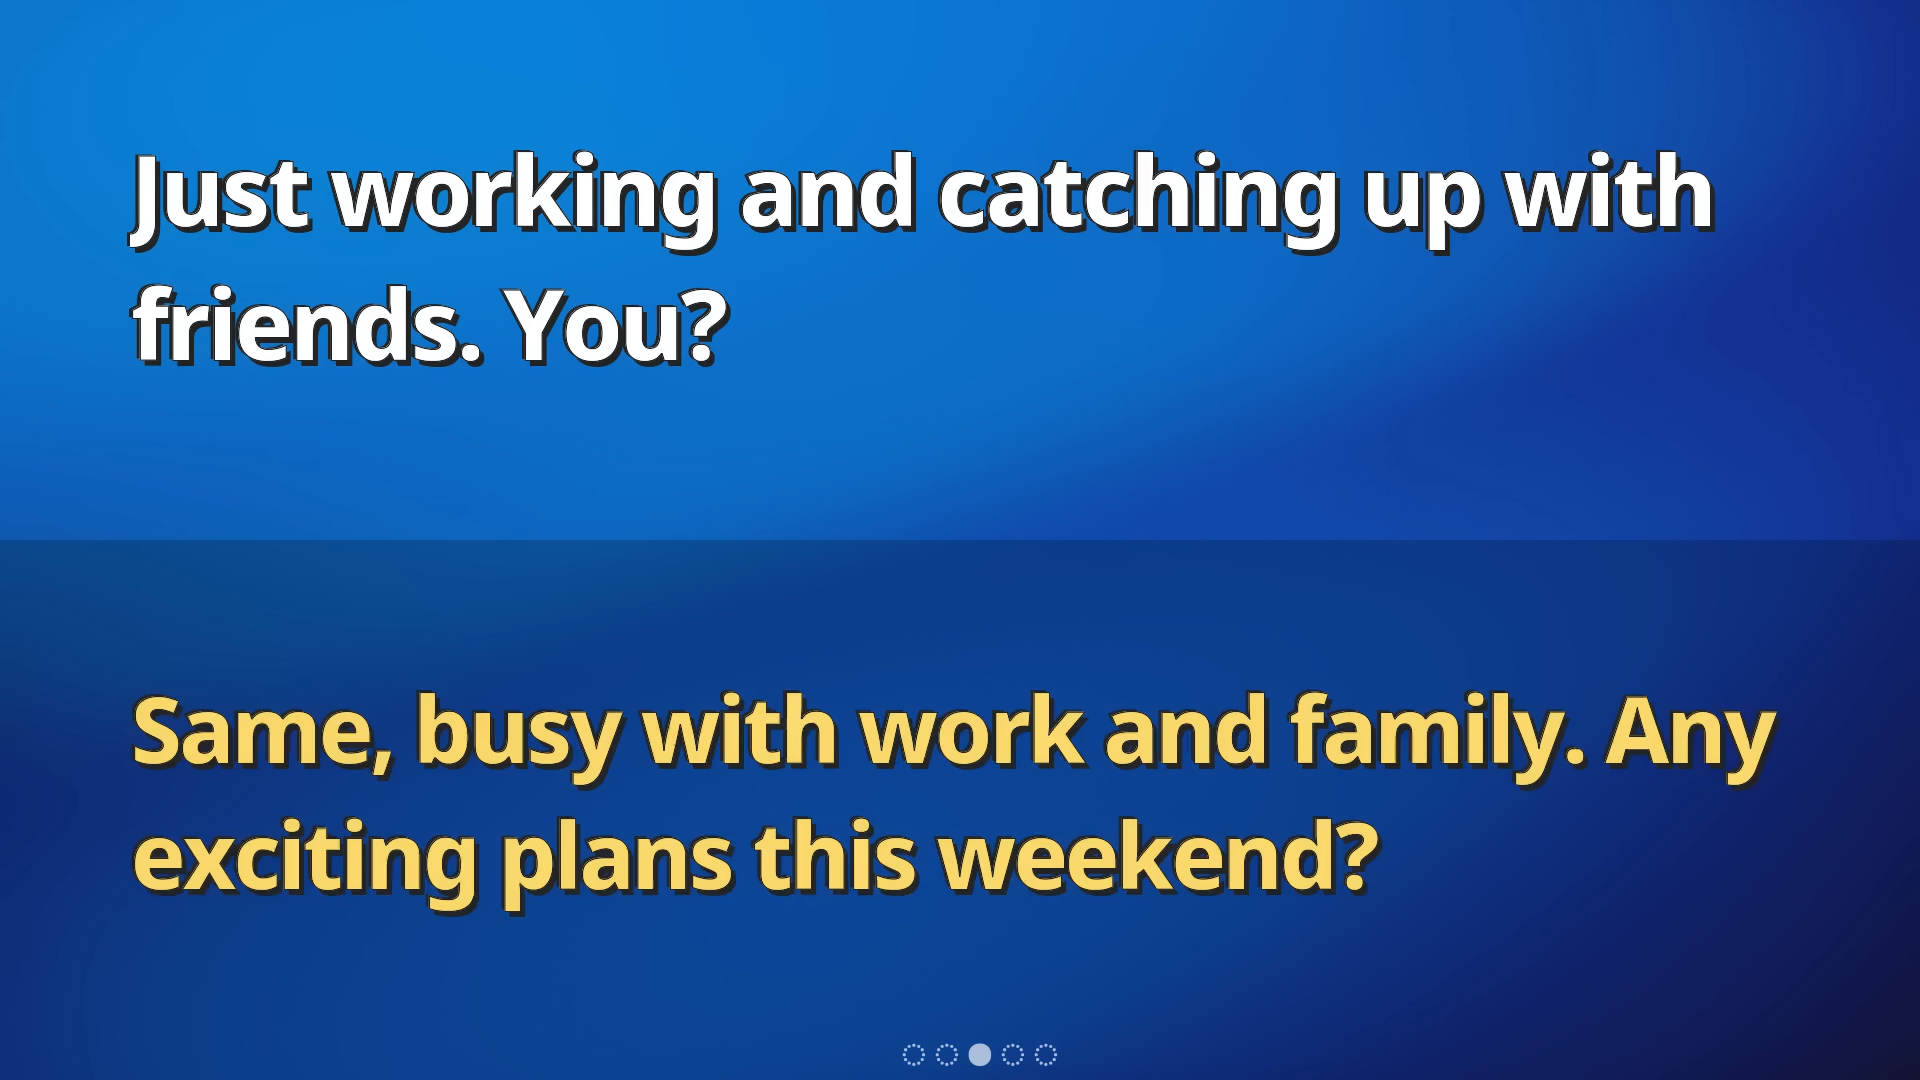 Just working and catching up with
friends. You?
Same, busy with work and family. Any
exciting plans this weekend?